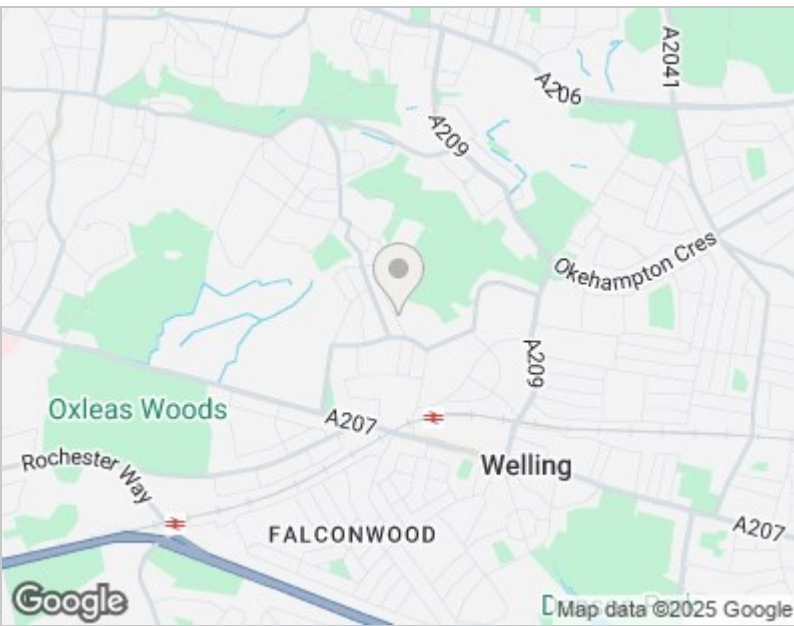 A2041
A206
A209
Okehampton Cres
A209
Oxleas Woods
A207
Rochester Way
Welling
FALCONWOOD
A207
Google
Map data ©2025 Google